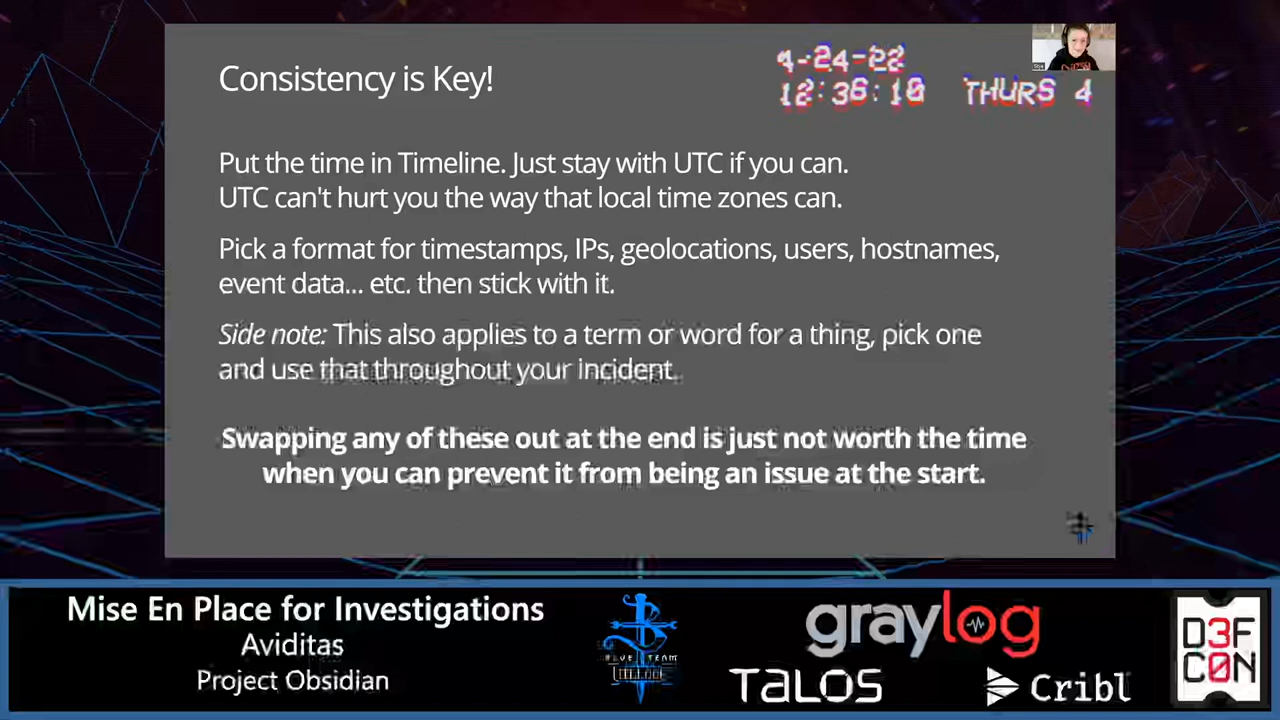 Consistency is Key!
4-24-22
12:36:10 THURS 4
Put the time in Timeline. Just stay with UTC if you can.
UTC can't hurt you the way that local time zones can.
Pick a format for timestamps, IPs, geolocations, users, hostnames,
event data... etc. then stick with it.
Side note: This also applies to a term or word for a thing, pick one
and use that throughout your incident.
Swapping any of these out at the end is just not worth the time
when you can prevent it from being an issue at the start.
Mise En Place for Investigations
Aviditas
Project Obsidian
BLUE TEAM
VILLAGE
graylog
TALOS
Cribl
D3F
C0N